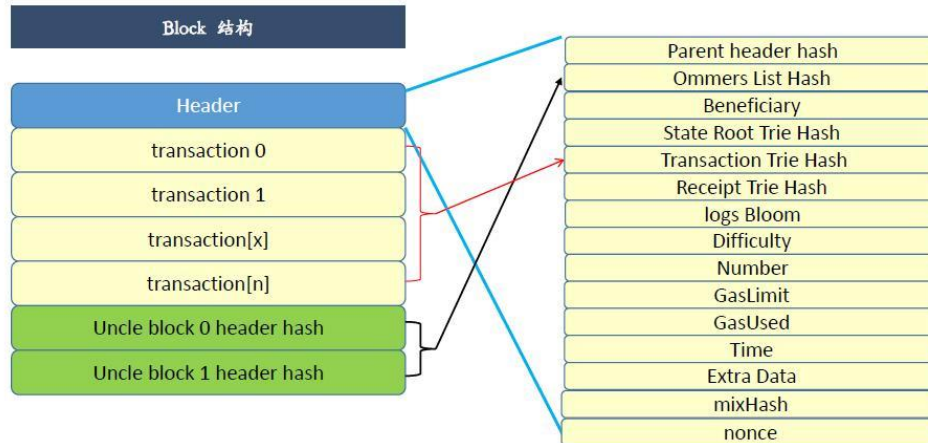 Block 结构
Header
transaction 0
transaction 1
transaction[x]
transaction[n]
Uncle block 0 header hash
Uncle block 1 header hash
Parent header hash
Ommers List Hash
Beneficiary
State Root Trie Hash
Transaction Trie Hash
Receipt Trie Hash
logs Bloom
Difficulty
Number
GasLimit
GasUsed
Time
Extra Data
mixHash
nonce